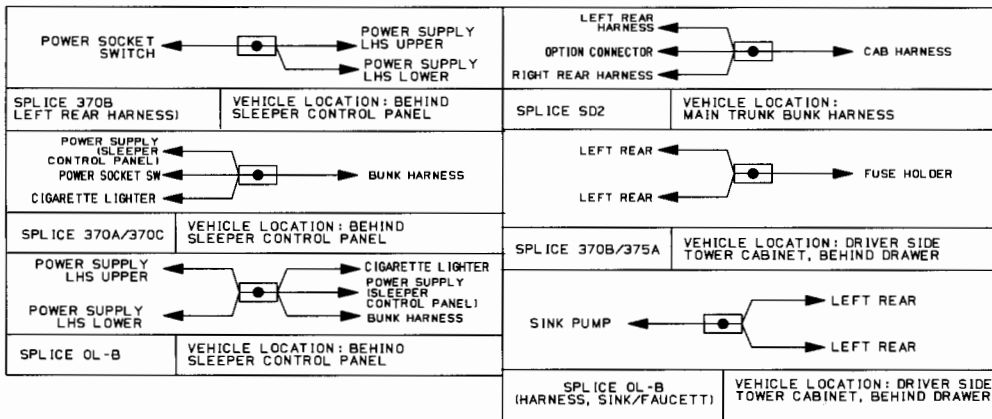 POWER SOCKET
SWITCH
POWER SUPPLY
LHS UPPER
POWER SUPPLY
LHS LOWER
SPLICE 370B
LEFT REAR HARNESS)
VEHICLE LOCATION: BEHIND
SLEEPER CONTROL PANEL
POWER SUPPLY
(SLEEPER
CONTROL PANEL)
POWER SOCKET SW
CIGARETTE LIGHTER
BUNK HARNESS
SPLICE 370A/370C
VEHICLE LOCATION: BEHIND
SLEEPER CONTROL PANEL
POWER SUPPLY
LHS UPPER
POWER SUPPLY
LHS LOWER
CIGARETTE LIGHTER
POWER SUPPLY
(SLEEPER
CONTROL PANEL)
BUNK HARNESS
SPLICE OL-B
VEHICLE LOCATION: BEHIND
SLEEPER CONTROL PANEL
LEFT REAR
HARNESS
OPTION CONNECTOR
RIGHT REAR HARNESS
CAB HARNESS
SPLICE SD2
VEHICLE LOCATION:
MAIN TRUNK BUNK HARNESS
LEFT REAR
LEFT REAR
FUSE HOLDER
SPLICE 370B/375A
VEHICLE LOCATION: DRIVER SIDE
TOWER CABINET, BEHIND DRAWER
SINK PUMP
LEFT REAR
LEFT REAR
SPLICE OL-B
(HARNESS, SINK/FAUCETT)
VEHICLE LOCATION: DRIVER SIDE
TOWER CABINET, BEHIND DRAWER